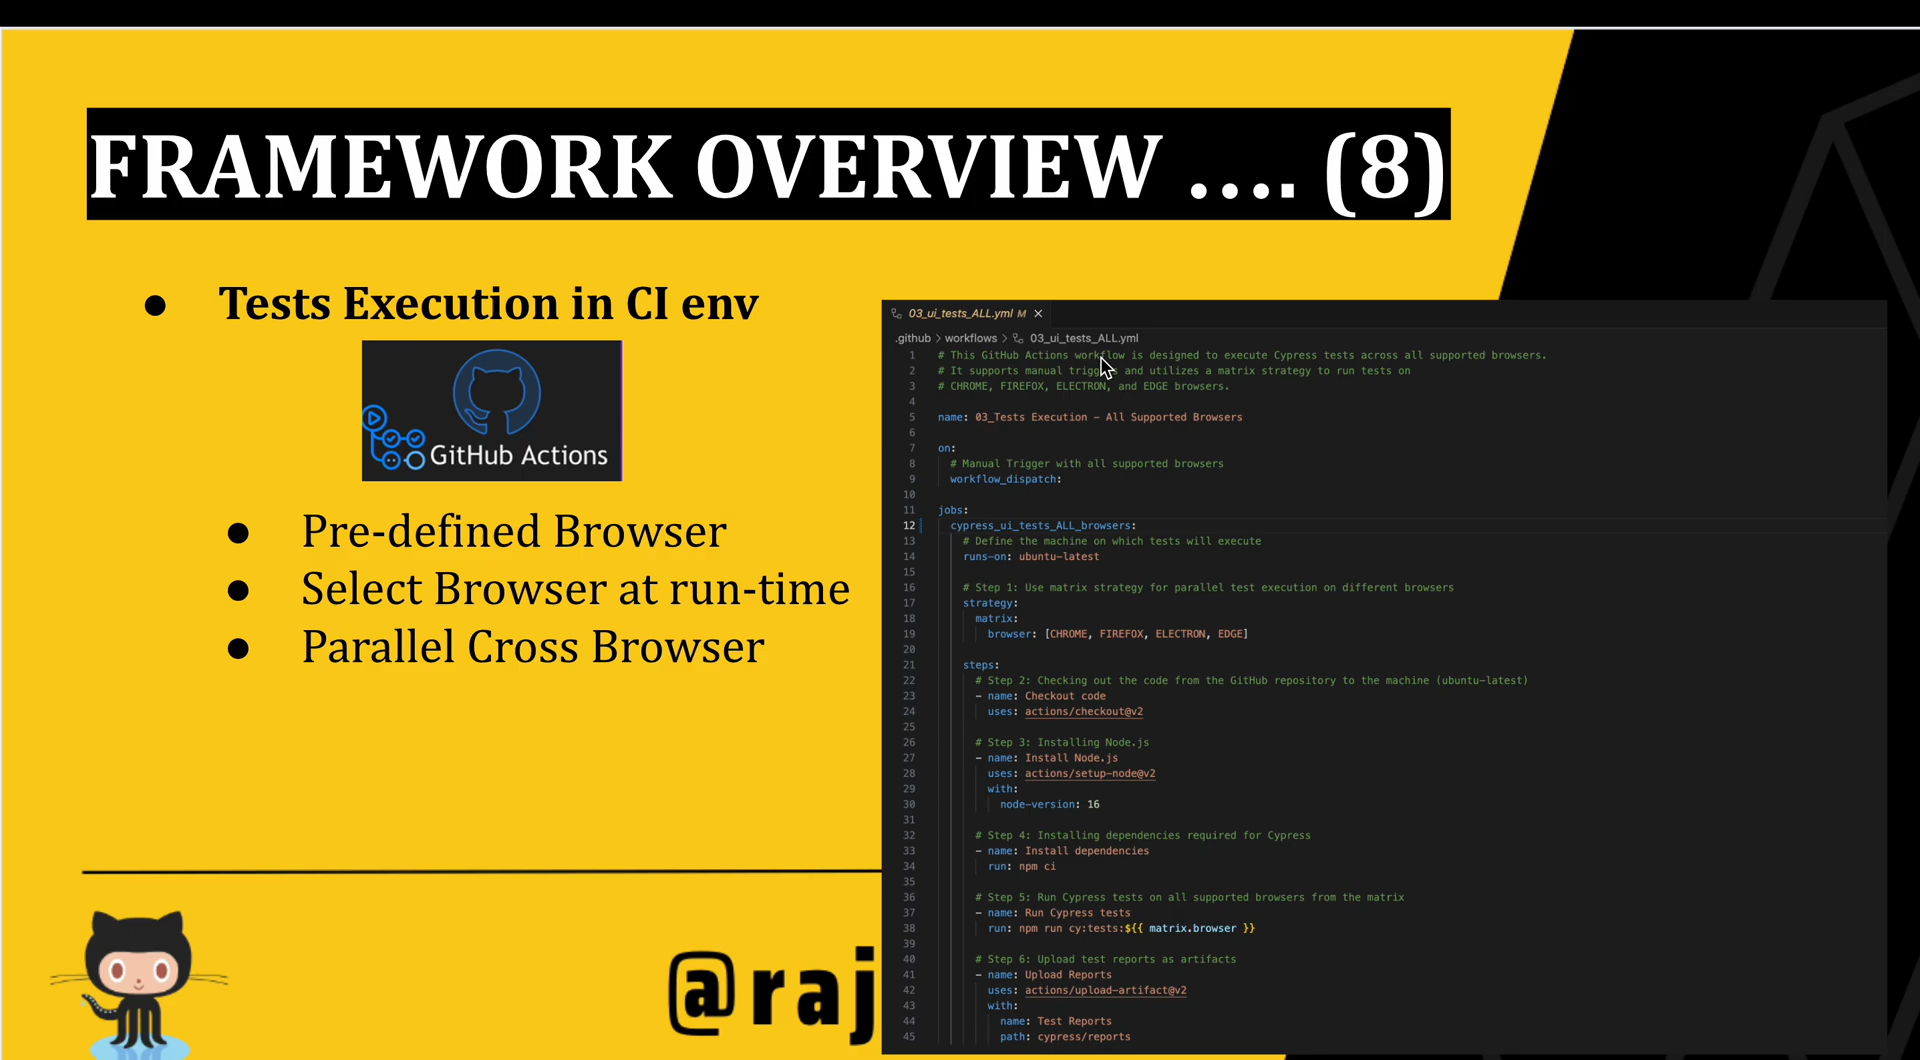 FRAMEWORK OVERVIEW .... (8)
● Tests Execution in CI env
GitHub Actions
● Pre-defined Browser
● Select Browser at run-time
● Parallel Cross Browser
@raj
03_ui_tests_ALL.yml M ×
.github > workflows > 03_ui_tests_ALL.yml
1 # This GitHub Actions workflow is designed to execute Cypress tests across all supported browsers.
2 # It supports manual triggers and utilizes a matrix strategy to run tests on
3 # CHROME, FIREFOX, ELECTRON, and EDGE browsers.
4
5 name: 03_Tests Execution - All Supported Browsers
6
7 on:
8 # Manual Trigger with all supported browsers
9 workflow_dispatch:
10
11 jobs:
12 cypress_ui_tests_ALL_browsers:
13 # Define the machine on which tests will execute
14 runs-on: ubuntu-latest
15
16 # Step 1: Use matrix strategy for parallel test execution on different browsers
17 strategy:
18 matrix:
19 browser: [CHROME, FIREFOX, ELECTRON, EDGE]
20
21 steps:
22 # Step 2: Checking out the code from the GitHub repository to the machine (ubuntu-latest)
23 - name: Checkout code
24 uses: actions/checkout@v2
25
26 # Step 3: Installing Node.js
27 - name: Install Node.js
28 uses: actions/setup-node@v2
29 with:
30 node-version: 16
31
32 # Step 4: Installing dependencies required for Cypress
33 - name: Install dependencies
34 run: npm ci
35
36 # Step 5: Run Cypress tests on all supported browsers from the matrix
37 - name: Run Cypress tests
38 run: npm run cy:tests:${{ matrix.browser }}
39
40 # Step 6: Upload test reports as artifacts
41 - name: Upload Reports
42 uses: actions/upload-artifact@v2
43 with:
44 name: Test Reports
45 path: cypress/reports